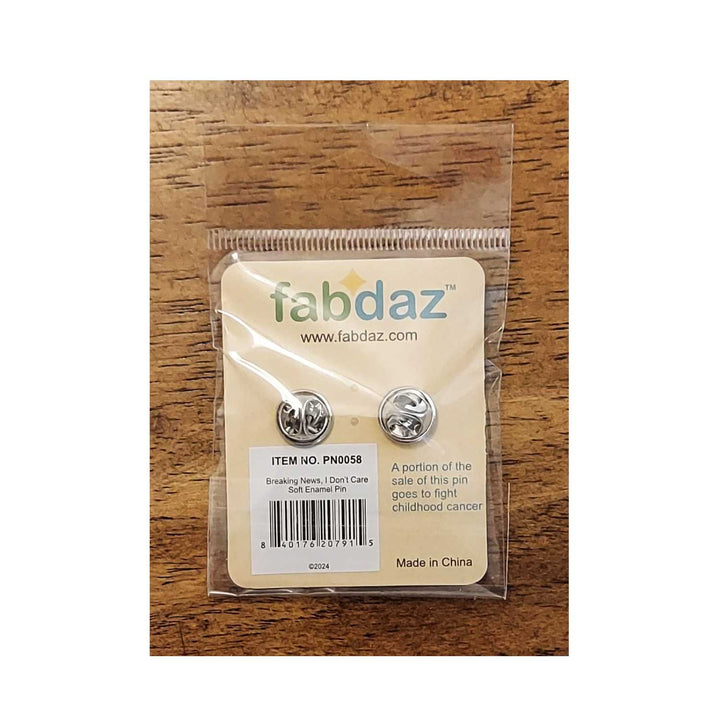 fabdaz™
www.fabdaz.com
ITEM NO. PN0058
Breaking News, I Don't Care
Soft Enamel Pin
8 40176 20791 5
©2024
A portion of the
sale of this pin
goes to fight
childhood cancer
Made in China